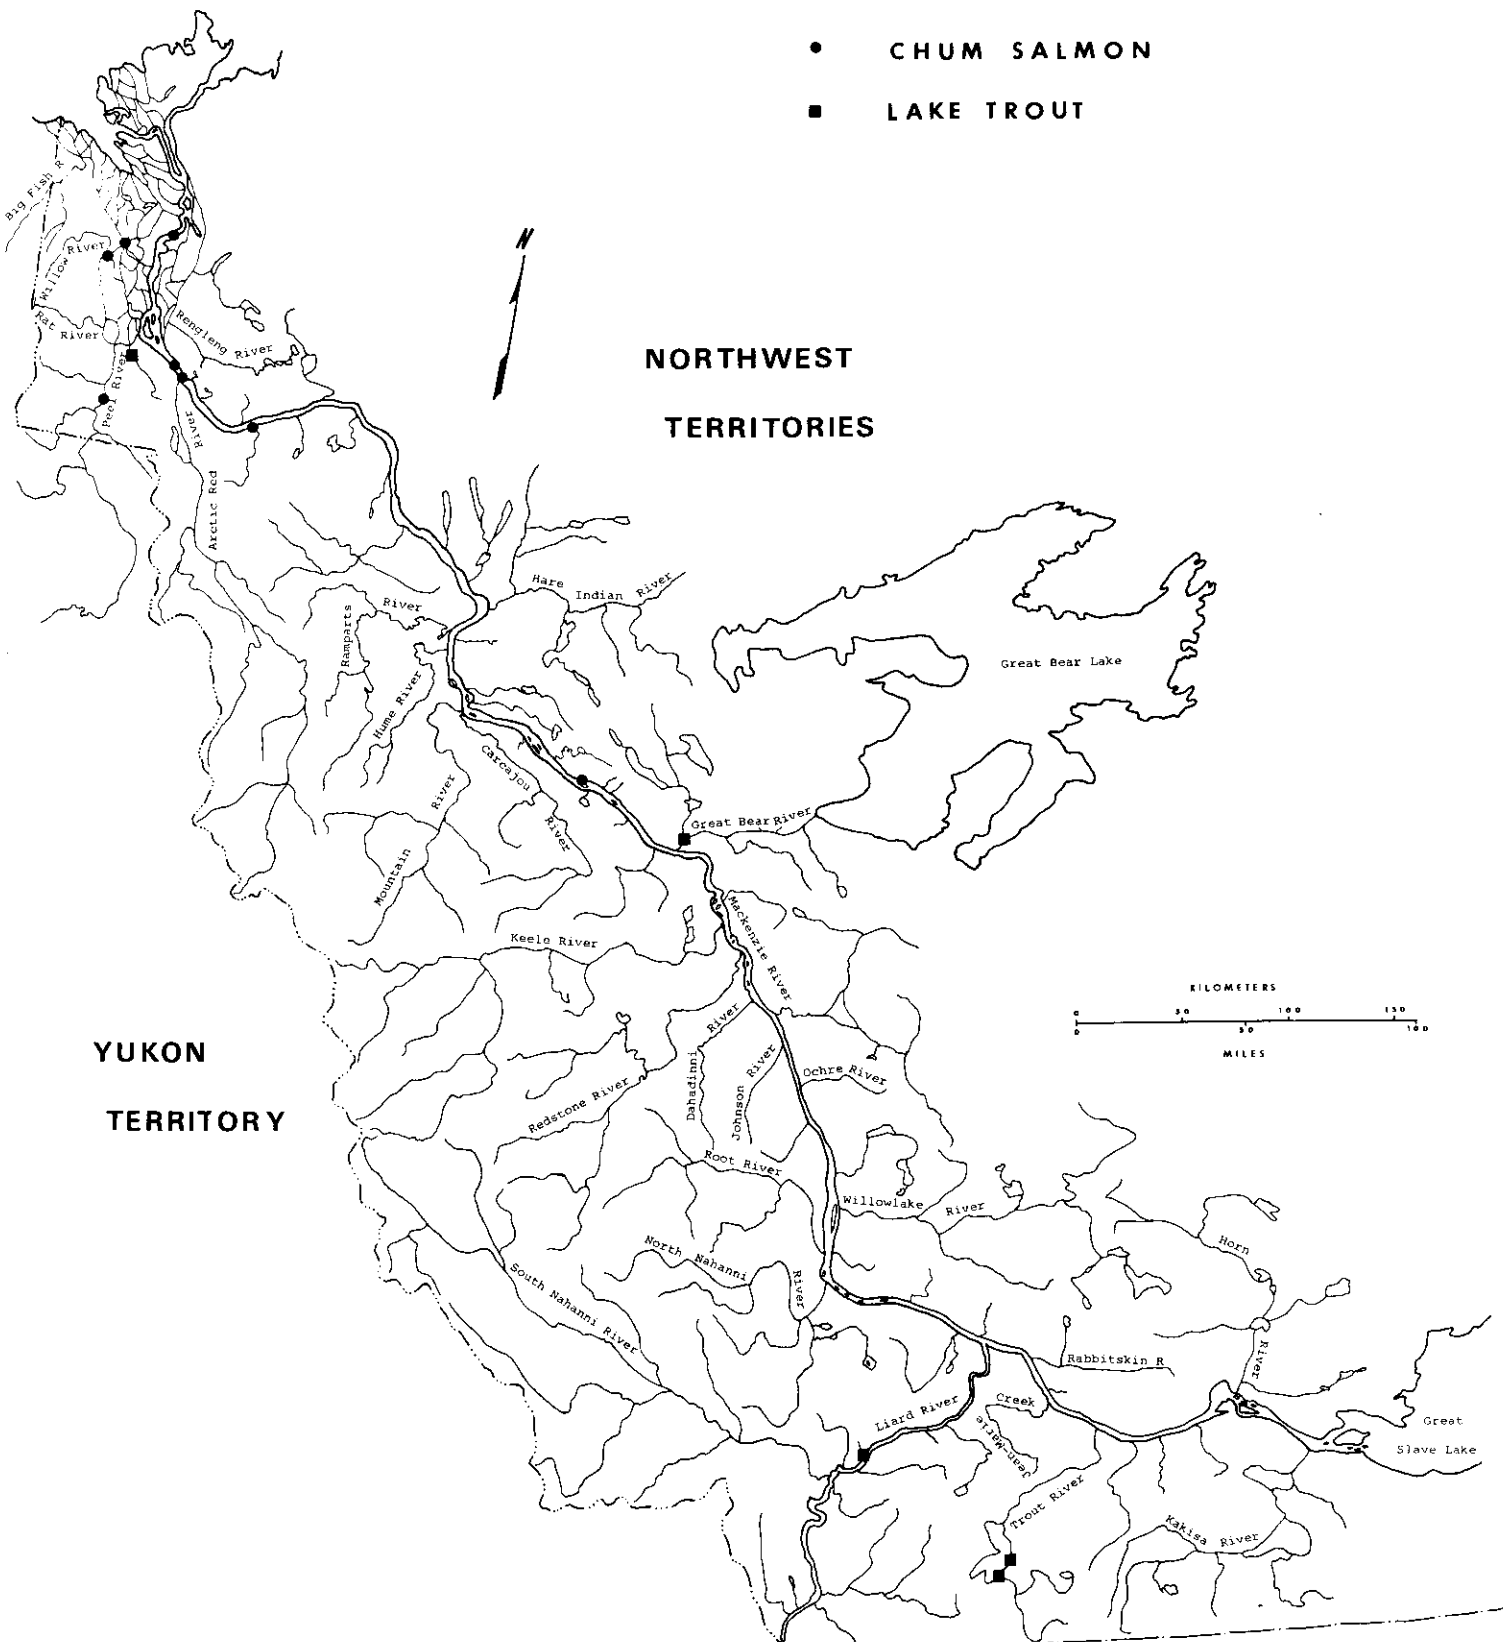 CHUM SALMON
LAKE TROUT
Big Fish R
N
Willow River
Rat River
Rengleng River
Peel River
NORTHWEST
TERRITORIES
River
Arctic Red
Hare Indian River
River
Ramparts
Great Bear Lake
Hume River
Carcajou
River
River
Mountain
Great Bear River
Mackenzie River
Keele River
KILOMETERS
0 50 100 150
0 50 100
MILES
YUKON
TERRITORY
River
Dahadinni
River
Johnson
Ochre River
Redstone River
Root River
Willowlake River
Horn
North Nahanni
River
South Nahanni River
River
Rabbitskin R
Liard River
Creek
Jean-Marie
Great
Slave Lake
Trout River
Kakisa River